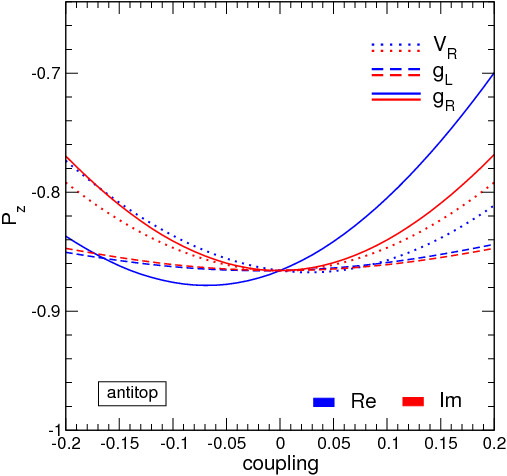 -0.7
V_R
g_L
g_R
-0.8
P_z
-0.9
antitop
Re
Im
-1
-0.2 -0.15 -0.1 -0.05 0 0.05 0.1 0.15 0.2
coupling